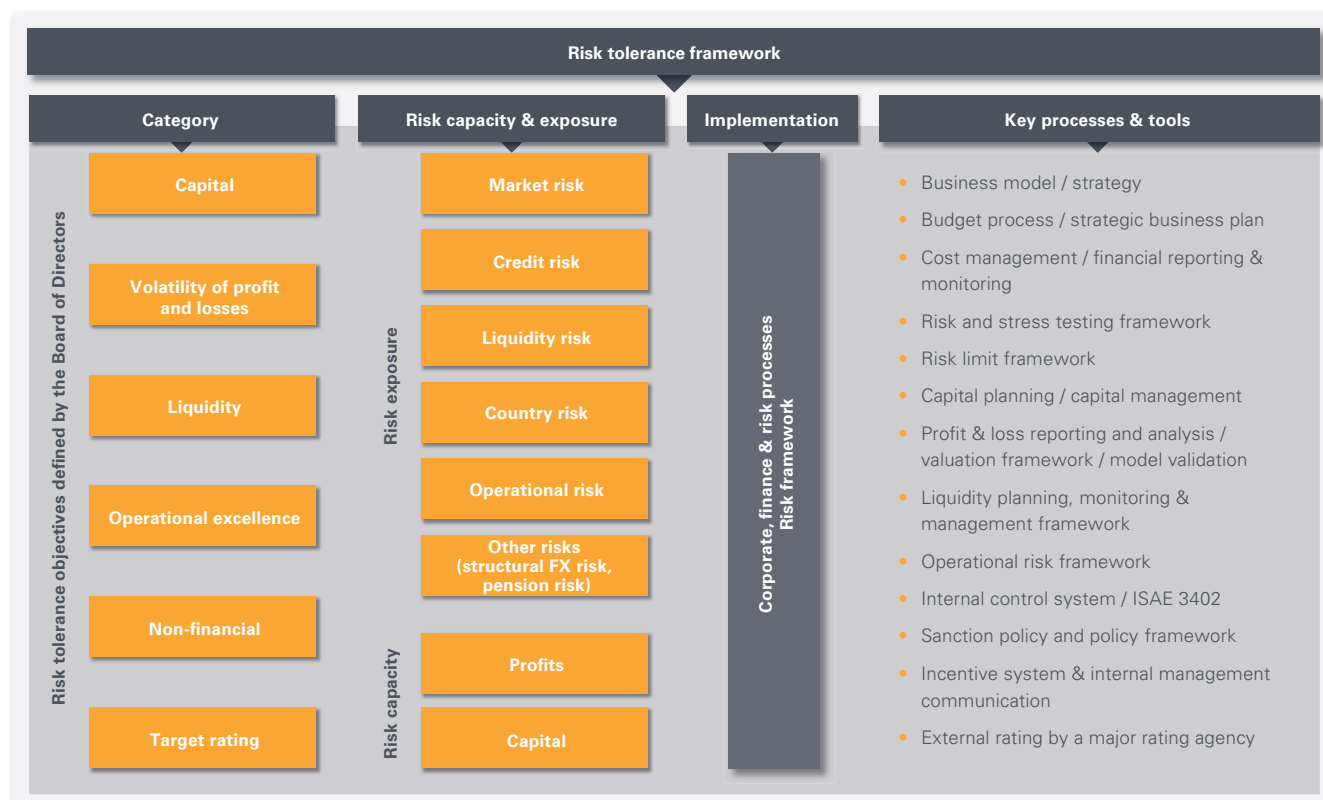 Risk tolerance framework
Category
Risk tolerance objectives defined by the Board of Directors
Capital
Volatility of profit
and losses
Liquidity
Operational excellence
Non-financial
Target rating
Risk capacity & exposure
Risk exposure
Market risk
Credit risk
Liquidity risk
Country risk
Operational risk
Other risks
(structural FX risk,
pension risk)
Risk capacity
Profits
Capital
Implementation
Corporate, finance & risk processes
Risk framework
Key processes & tools
• Business model / strategy
• Budget process / strategic business plan
• Cost management / financial reporting &
monitoring
• Risk and stress testing framework
• Risk limit framework
• Capital planning / capital management
• Profit & loss reporting and analysis /
valuation framework / model validation
• Liquidity planning, monitoring &
management framework
• Operational risk framework
• Internal control system / ISAE 3402
• Sanction policy and policy framework
• Incentive system & internal management
communication
• External rating by a major rating agency